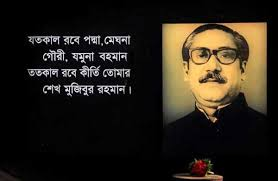 যতকাল রবে পদ্মা,মেঘনা
গৌরী, যমুনা বহমান
ততকাল রবে কীর্তি তোমার
শেখ মুজিবুর রহমান।